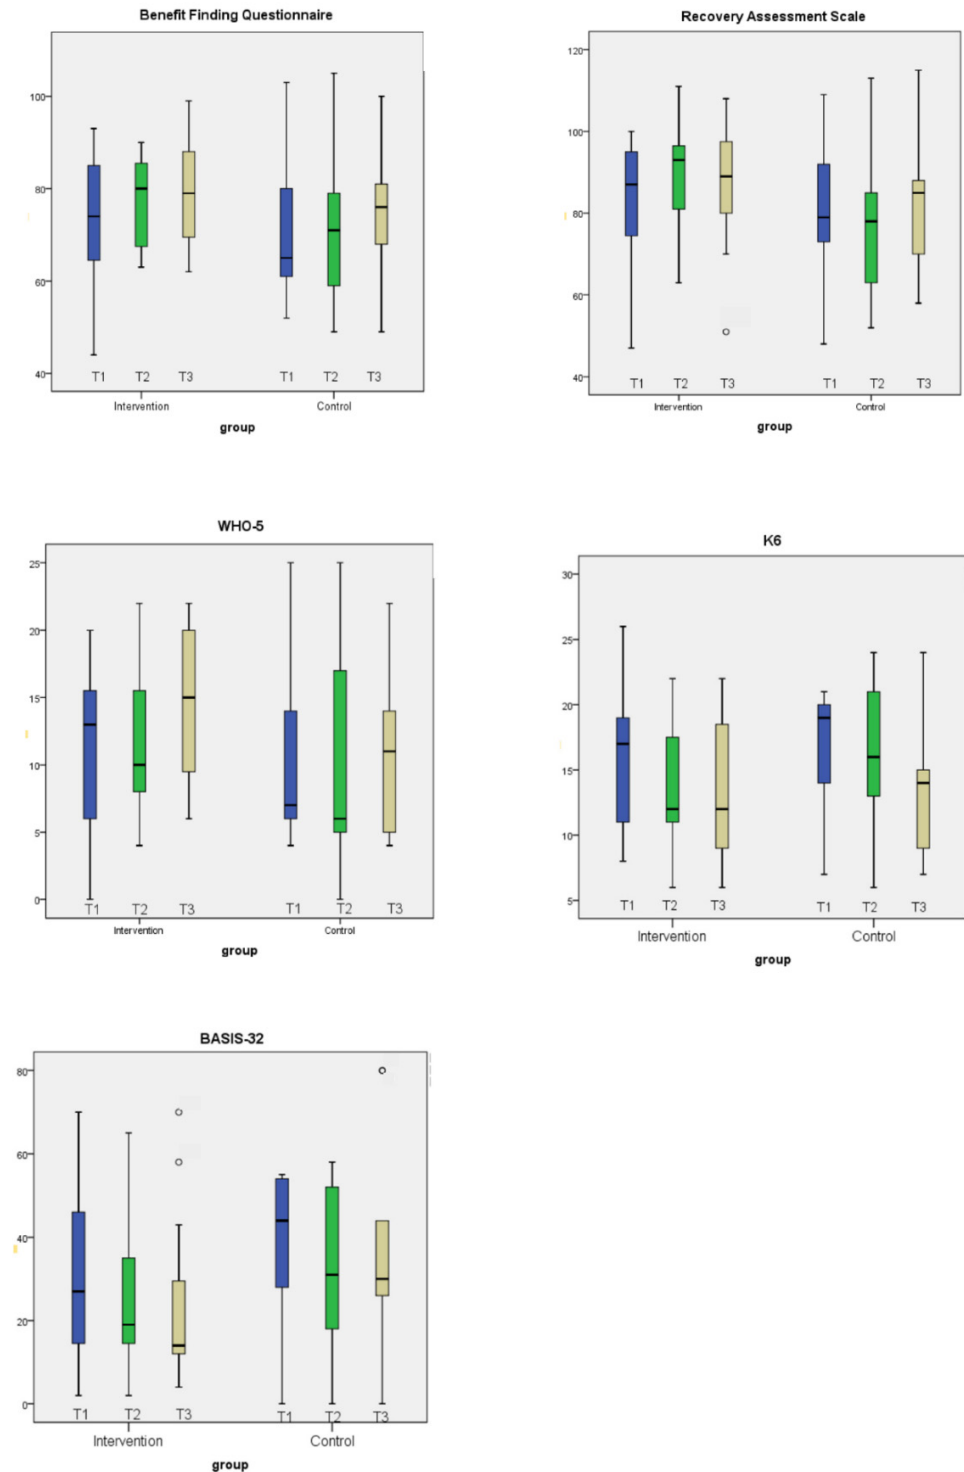 Benefit Finding Questionnaire
100
80
60
40
T1 T2 T3 T1 T2 T3
Intervention Control
group
Recovery Assessment Scale
120
100
80
60
40
T1 T2 T3 T1 T2 T3
Intervention Control
group
WHO-5
25
20
15
10
5
0
T1 T2 T3 T1 T2 T3
Intervention Control
group
K6
30
25
20
15
10
5
T1 T2 T3 T1 T2 T3
Intervention Control
group
BASIS-32
80
60
40
20
0
T1 T2 T3 T1 T2 T3
Intervention Control
group